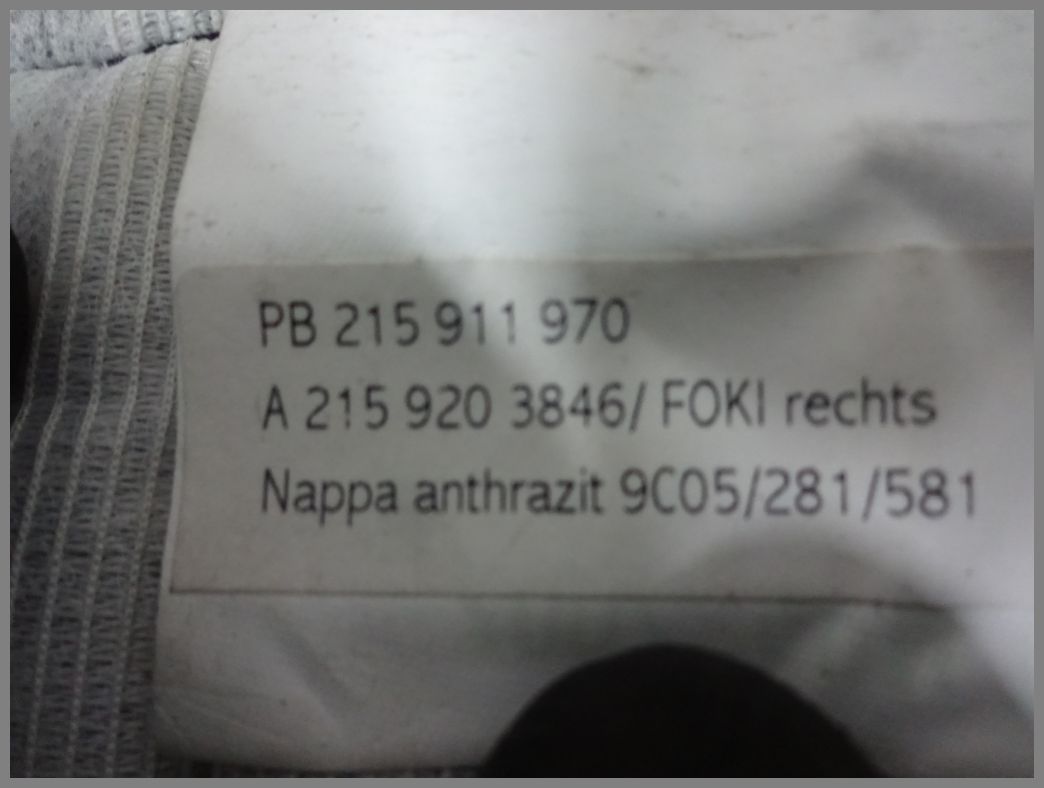 PB 215 911 970
A 215 920 3846/ FOKI rechts
Nappa anthrazit 9C05/281/581